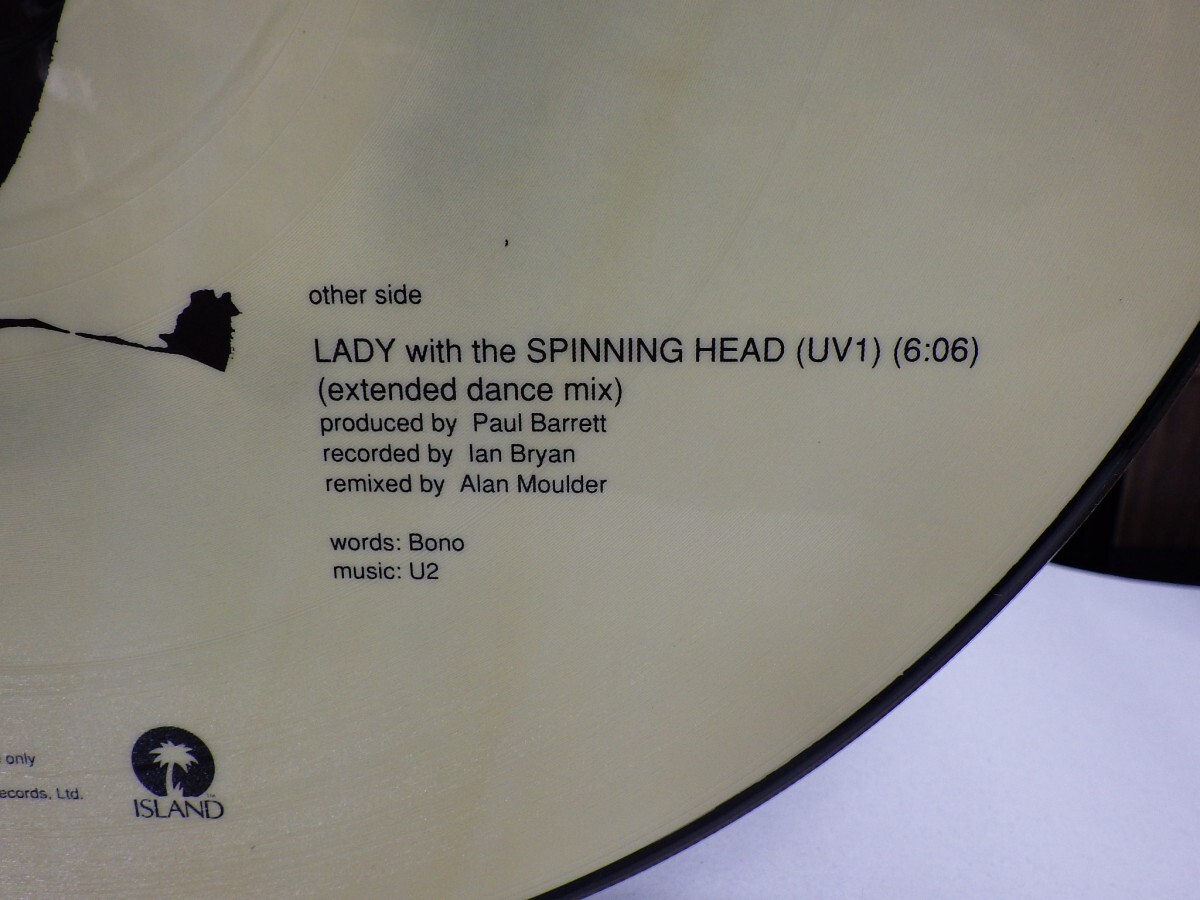 other side
LADY with the SPINNING HEAD (UV1) (6:06)
(extended dance mix)
produced by Paul Barrett
recorded by Ian Bryan
remixed by Alan Moulder
words: Bono
music: U2
only
ecords, Ltd.
ISLAND